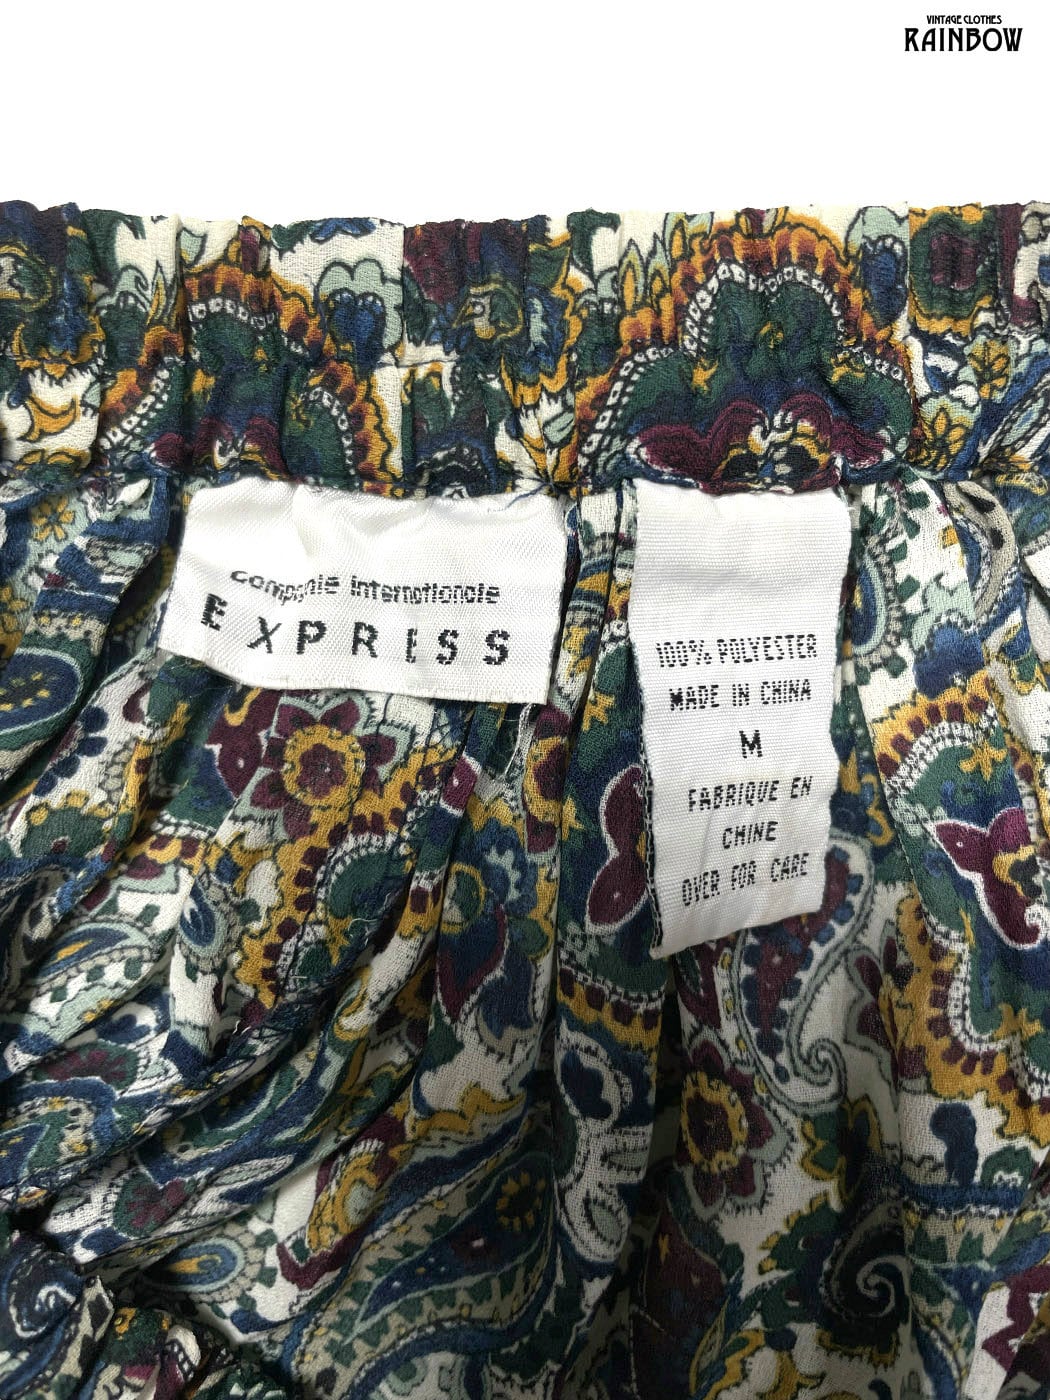 VINTAGE CLOTHES
RAINBOW
compagnie internationale
EXPRESS
100% POLYESTER
MADE IN CHINA
M
FABRIQUE EN
CHINE
OVER FOR CARE